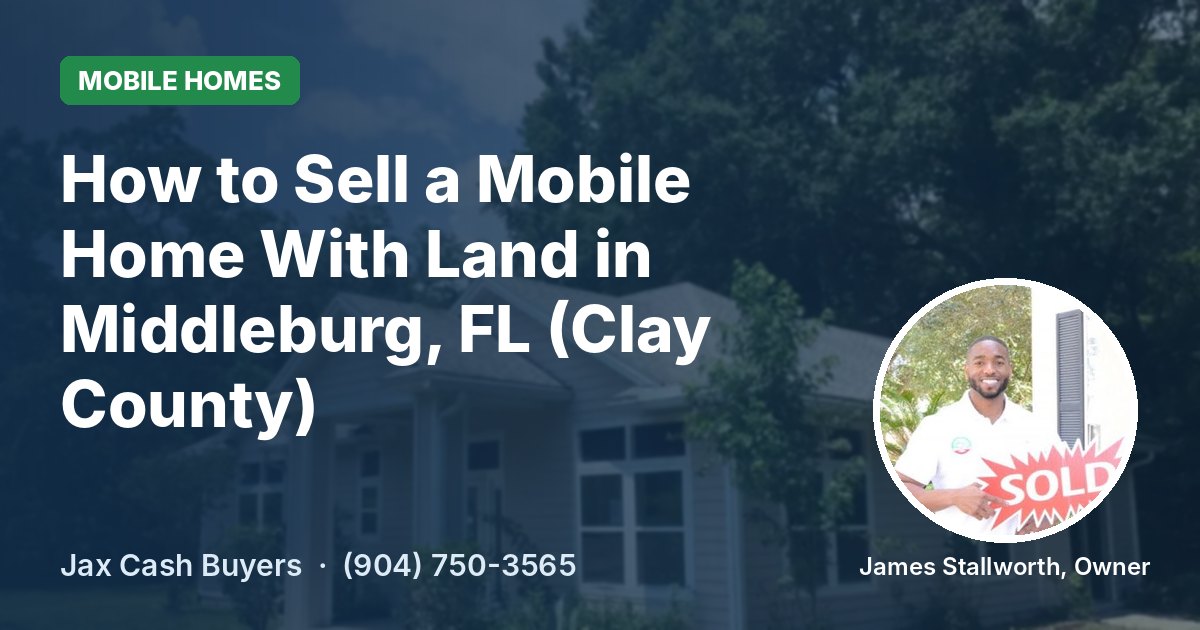 MOBILE HOMES
How to Sell a Mobile
Home With Land in
Middleburg, FL (Clay
County)
SOLD
Jax Cash Buyers · (904) 750-3565
James Stallworth, Owner